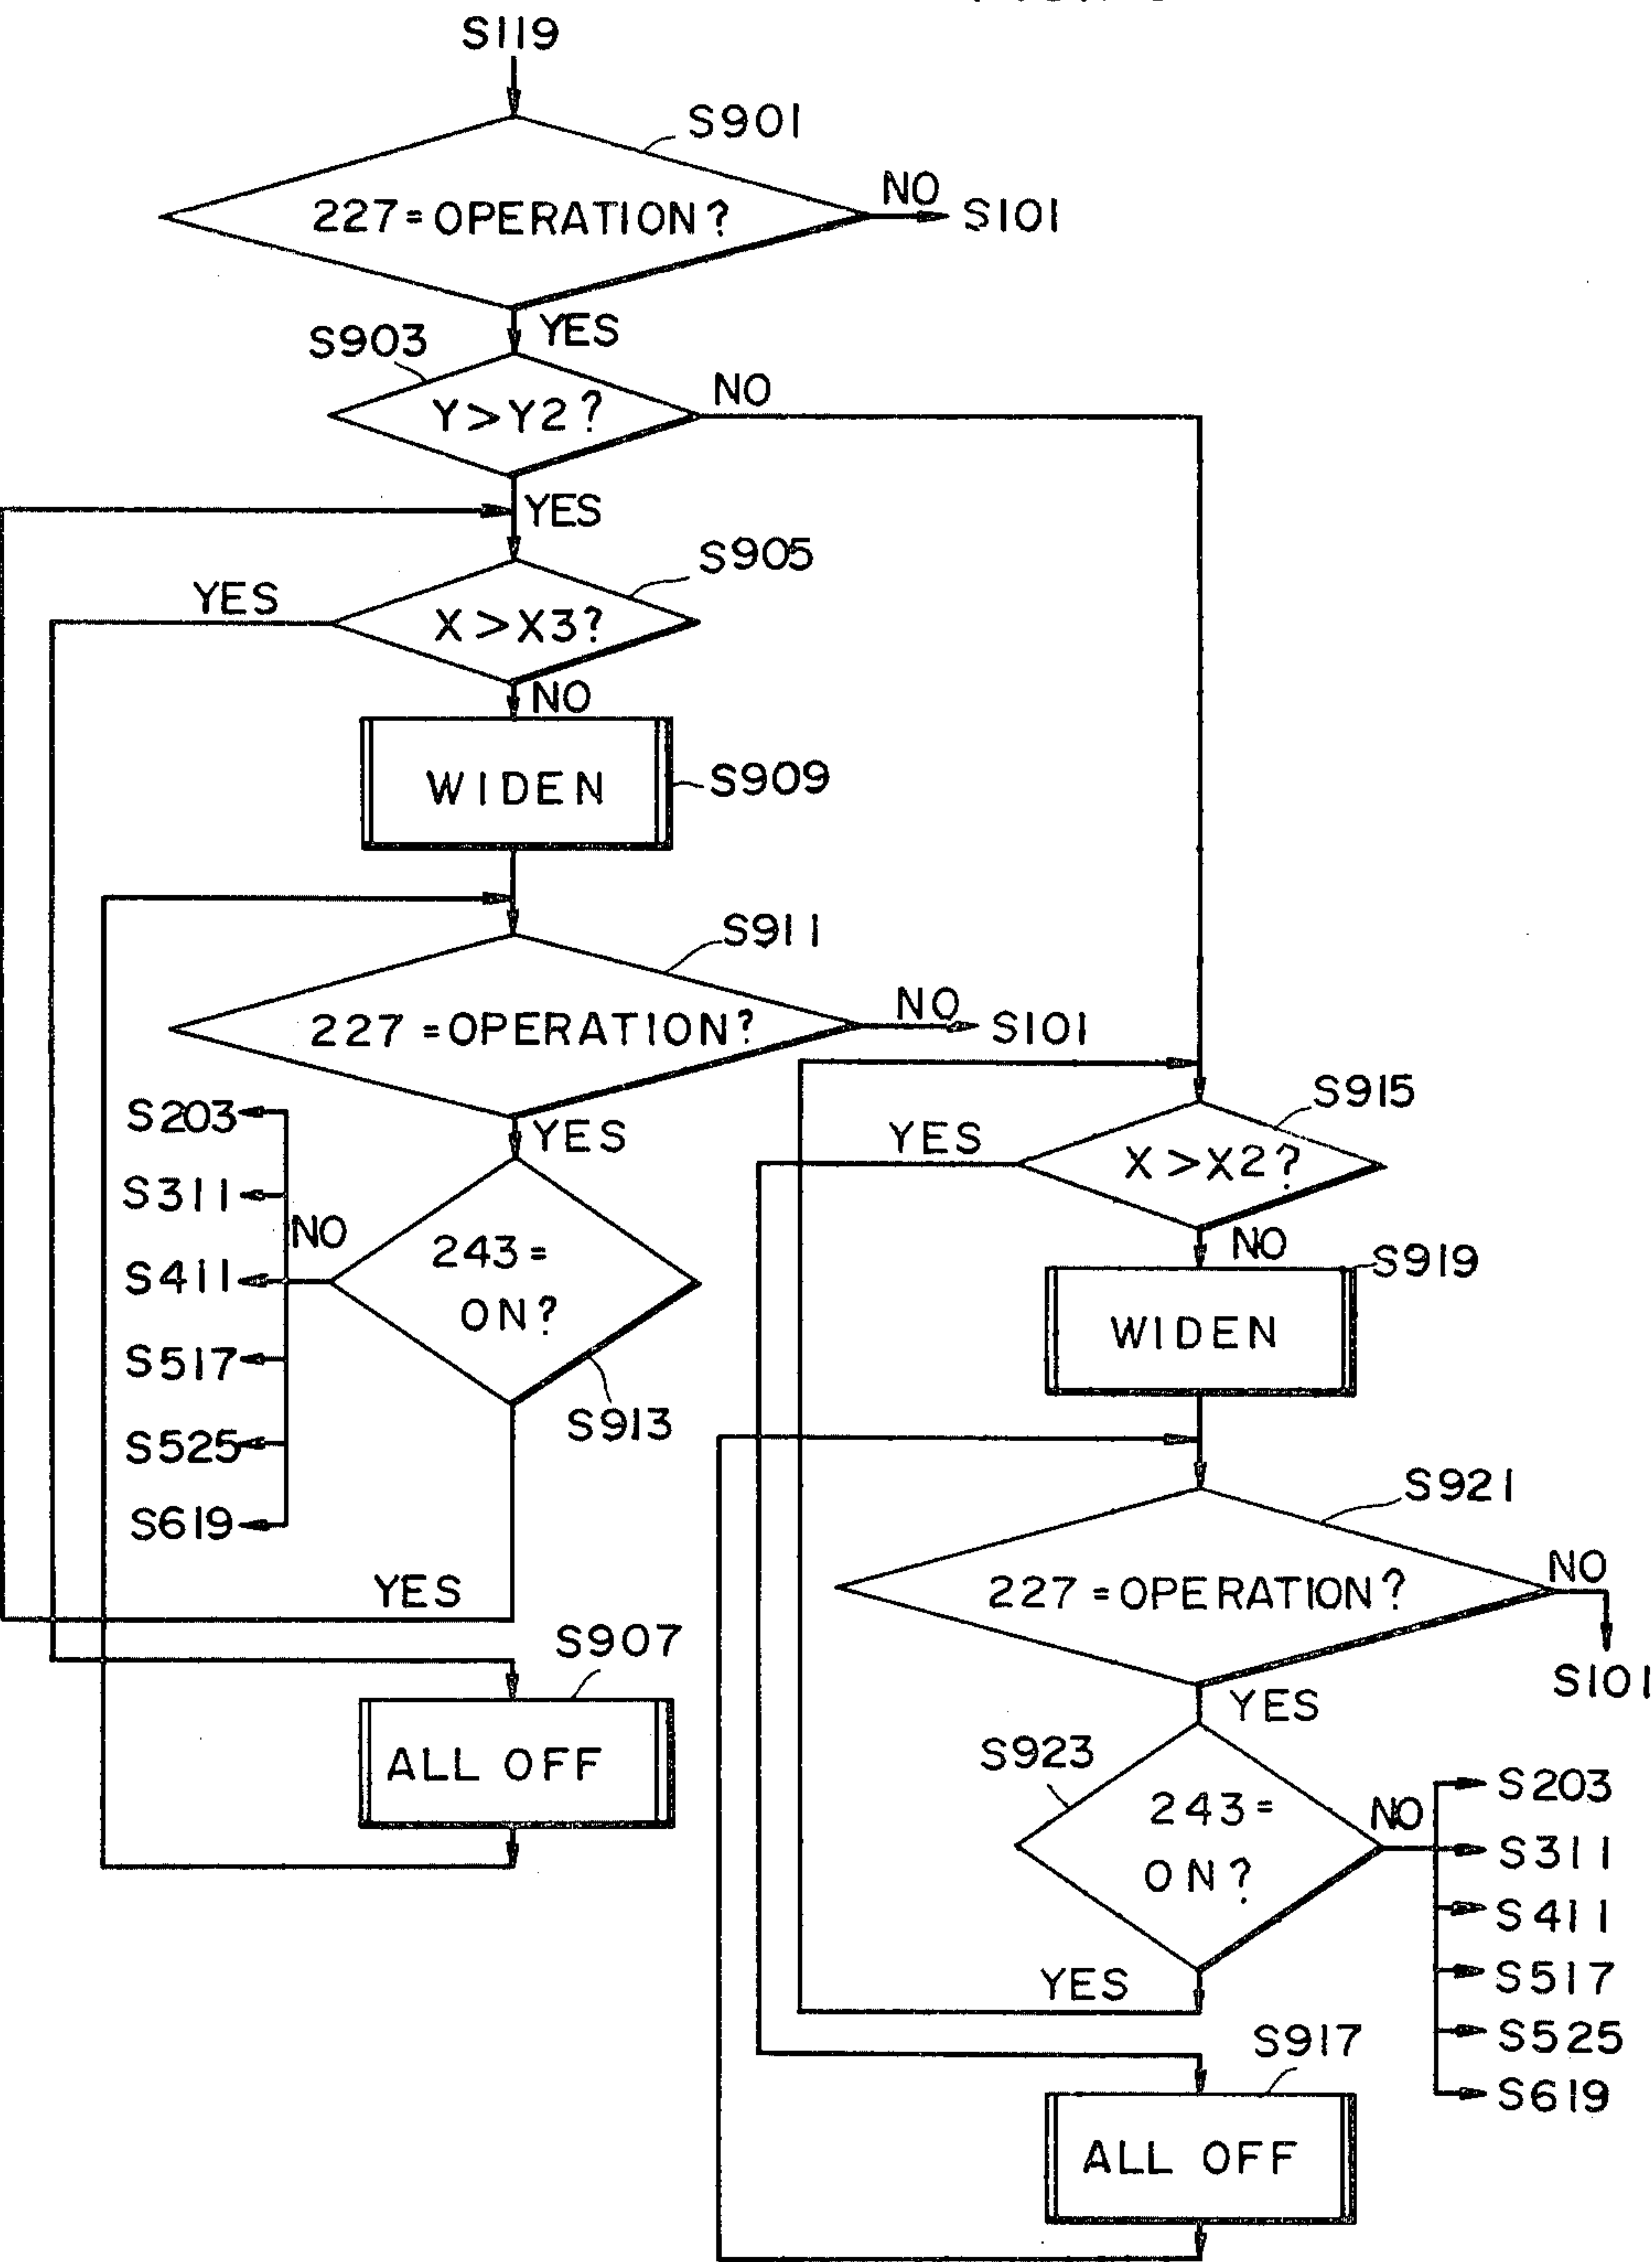 S119
S901
227=OPERATION?
NO
S101
YES
S903
Y>Y2?
NO
YES
S905
YES
X>X3?
NO
WIDEN
S909
S911
227=OPERATION?
NO
S101
YES
S203
S311
NO
S411
S517
S525
S619
243=
ON?
S913
YES
S907
ALL OFF
S915
YES
X>X2?
NO
S919
WIDEN
S921
227=OPERATION?
NO
S101
YES
S923
243=
ON?
NO
S203
S311
S411
S517
S525
S619
YES
S917
ALL OFF